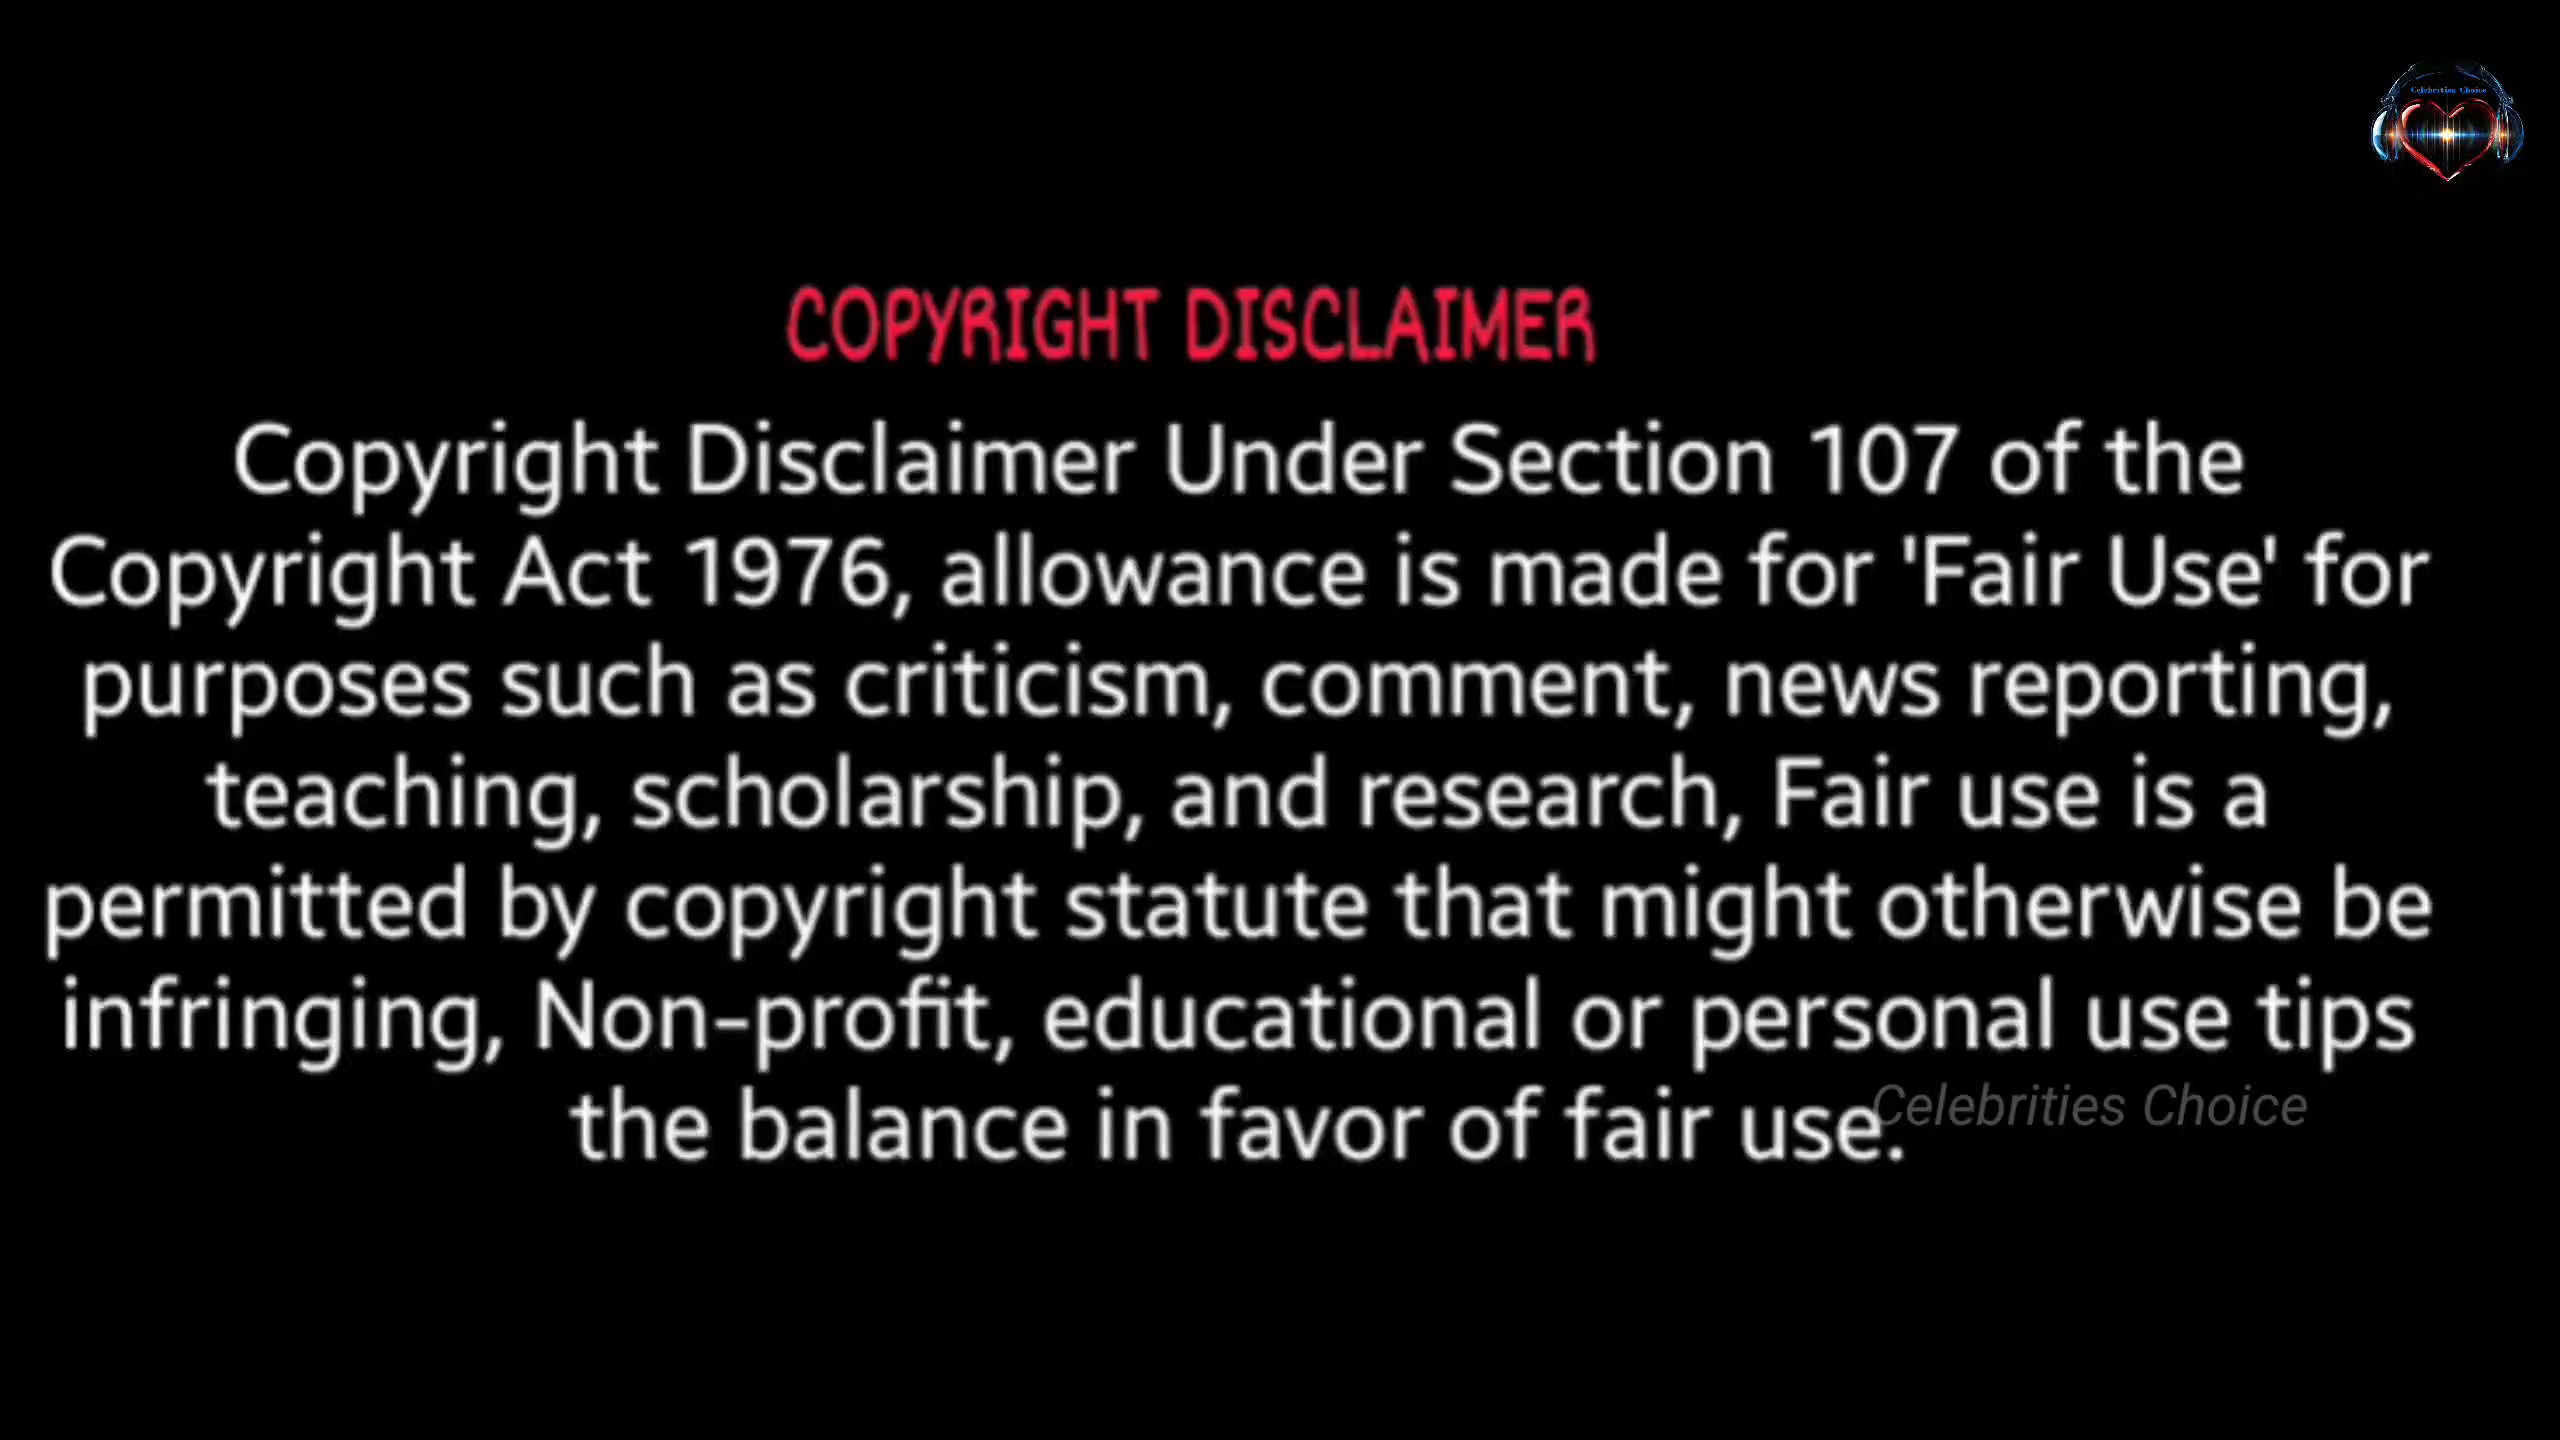 Celebrities Choice
COPYRIGHT DISCLAIMER
Copyright Disclaimer Under Section 107 of the
Copyright Act 1976, allowance is made for 'Fair Use' for
purposes such as criticism, comment, news reporting,
teaching, scholarship, and research, Fair use is a
permitted by copyright statute that might otherwise be
infringing, Non-profit, educational or personal use tips
the balance in favor of fair use.
Celebrities Choice